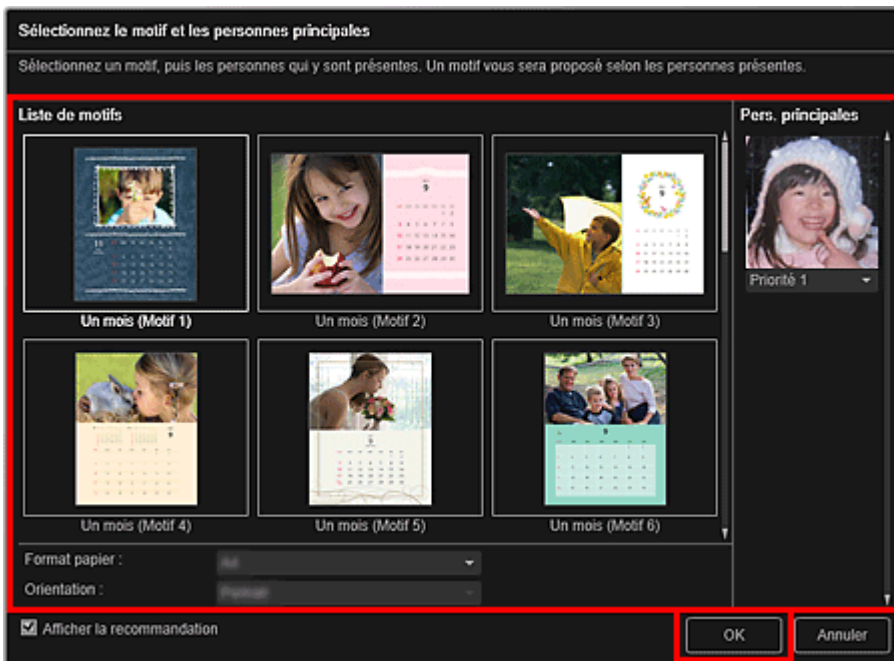 Sélectionnez le motif et les personnes principales
Sélectionnez un motif, puis les personnes qui y sont présentes. Un motif vous sera proposé selon les personnes présentes.
Liste de motifs
Pers. principales
Un mois (Motif 1)
Un mois (Motif 2)
Un mois (Motif 3)
Priorité 1
Un mois (Motif 4)
Un mois (Motif 5)
Un mois (Motif 6)
Format papier :
Orientation :
Afficher la recommandation
OK
Annuler